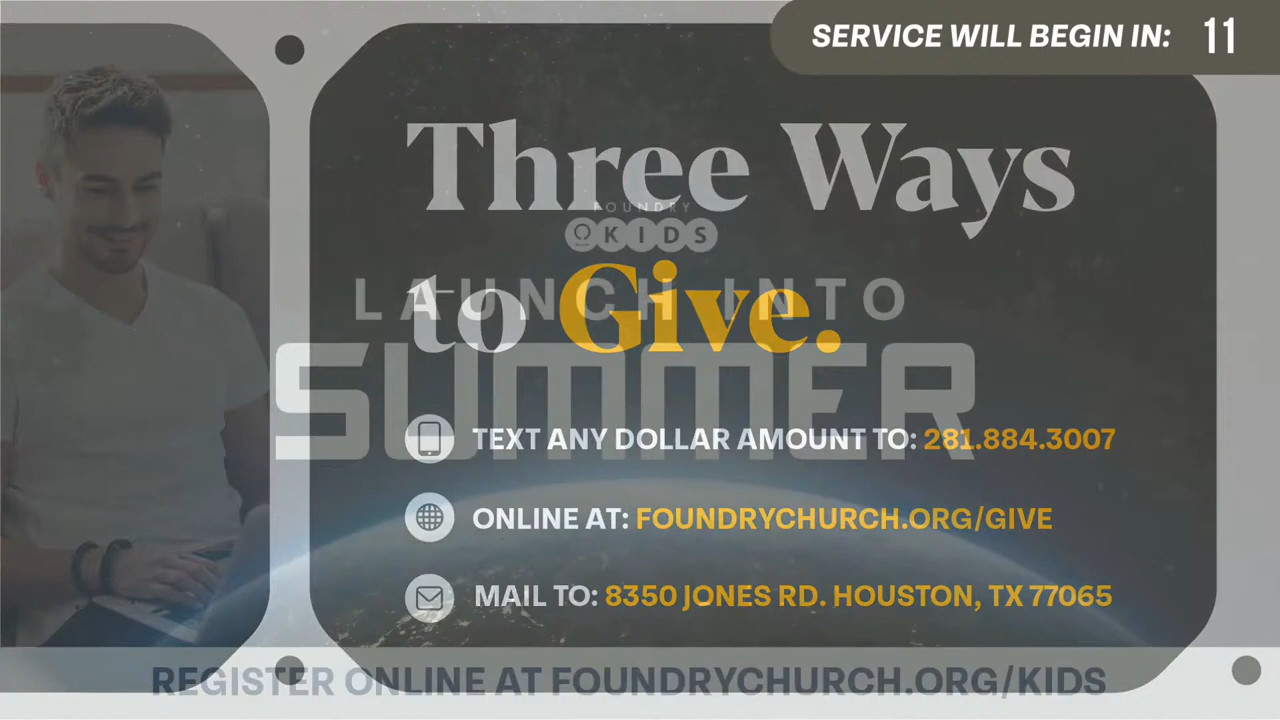 SERVICE WILL BEGIN IN: 11
Three Ways
FOUNDRY
KIDS
to Give.
LAUNCH INTO
SUMMER
TEXT ANY DOLLAR AMOUNT TO: 281.884.3007
ONLINE AT: FOUNDRYCHURCH.ORG/GIVE
MAIL TO: 8350 JONES RD. HOUSTON, TX 77065
REGISTER ONLINE AT FOUNDRYCHURCH.ORG/KIDS